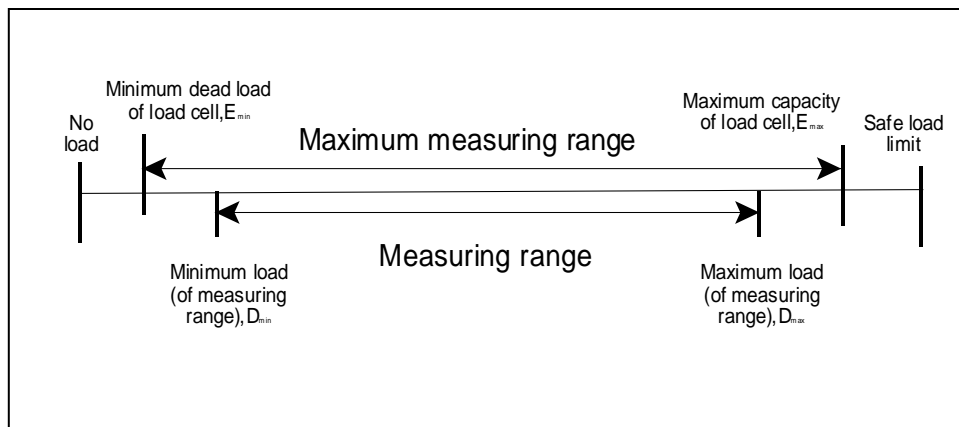 No
load
Minimum dead load
of load cell,Emin
Maximum measuring range
Maximum capacity
of load cell,Emax
Safe load
limit
Measuring range
Minimum load
(of measuring
range),Dmin
Maximum load
(of measuring
range),Dmax